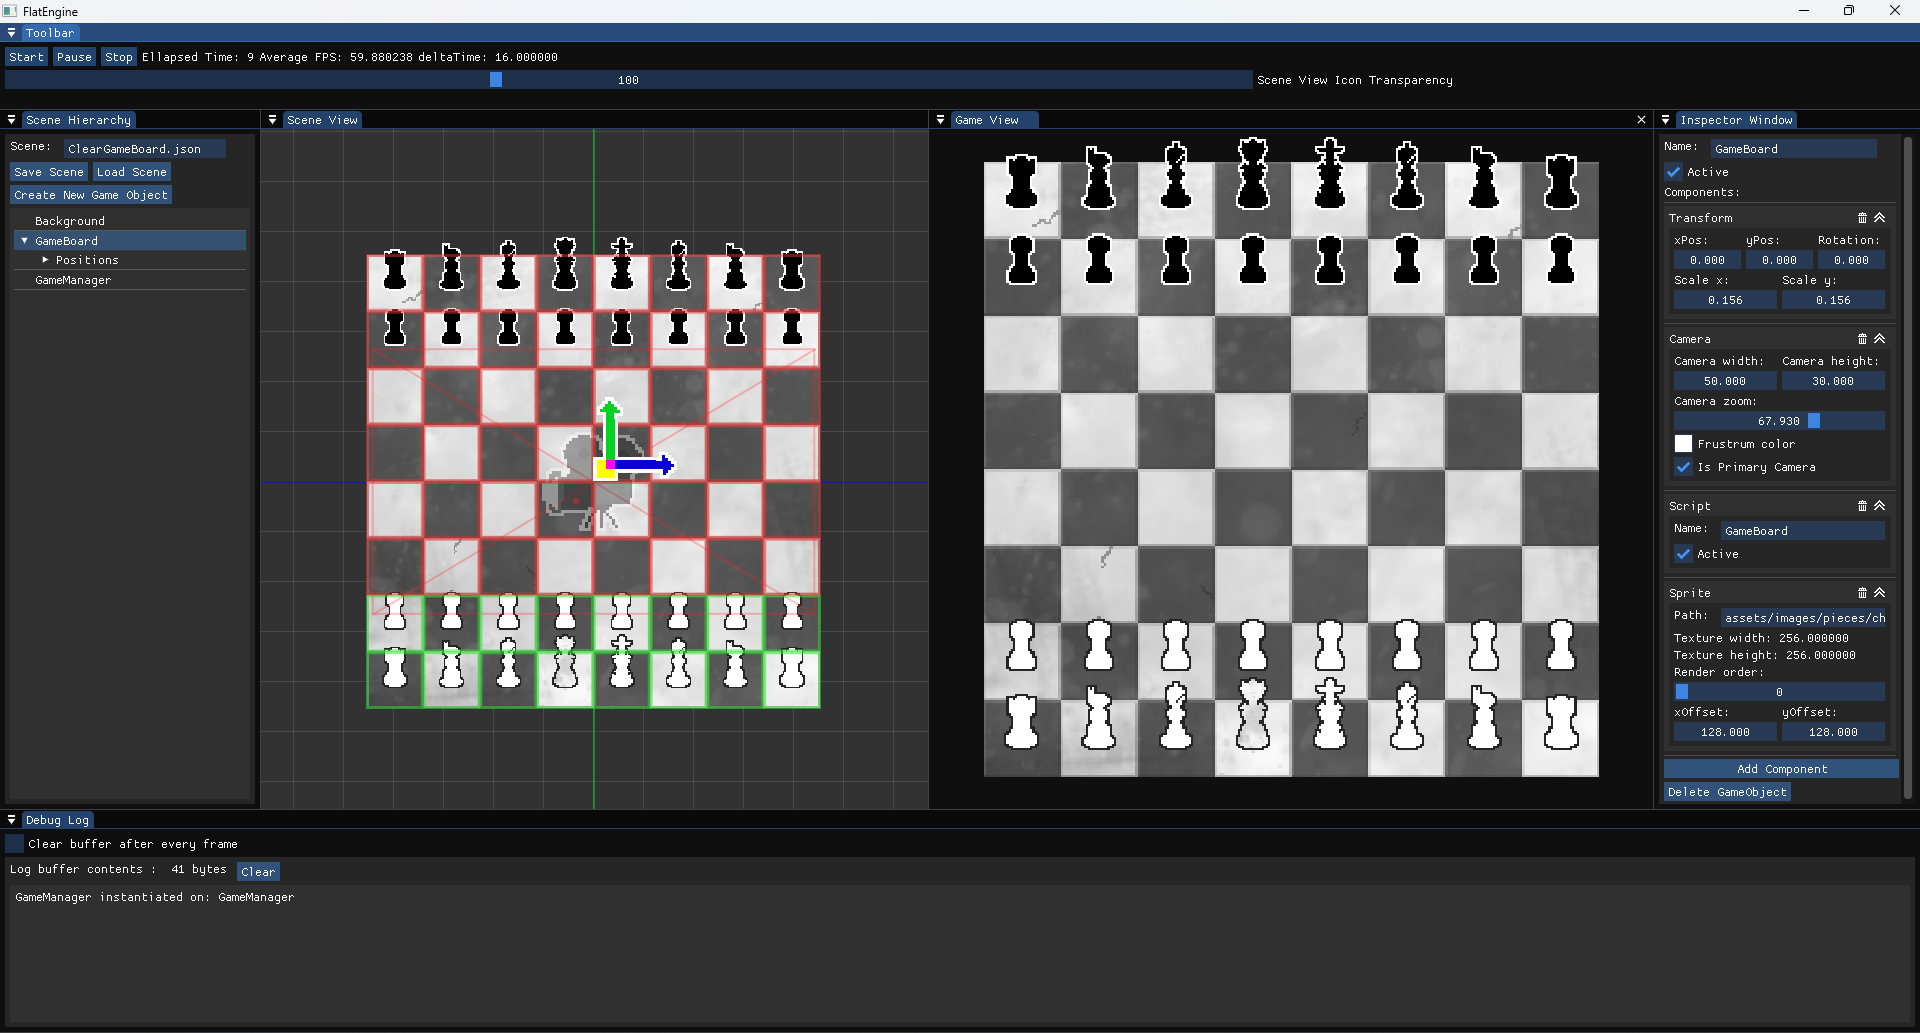 FlatEngine
Toolbar
Start Pause Stop Ellapsed Time: 9 Average FPS: 59.880238 deltaTime: 16.000000
100 Scene View Icon Transparency
Scene Hierarchy
Scene: ClearGameBoard.json
Save Scene Load Scene
Create New Game Object
Background
GameBoard
Positions
GameManager
Scene View
Game View
Inspector Window
Name: GameBoard
Active
Components:
Transform
xPos: yPos: Rotation:
0.000 0.000 0.000
Scale x: Scale y:
0.156 0.156
Camera
Camera width: Camera height:
50.000 30.000
Camera zoom:
67.930
Frustrum color
Is Primary Camera
Script
Name: GameBoard
Active
Sprite
Path: assets/images/pieces/ch
Texture width: 256.000000
Texture height: 256.000000
Render order:
0
xOffset: yOffset:
128.000 128.000
Add Component
Delete GameObject
Debug Log
Clear buffer after every frame
Log buffer contents : 41 bytes Clear
GameManager instantiated on: GameManager